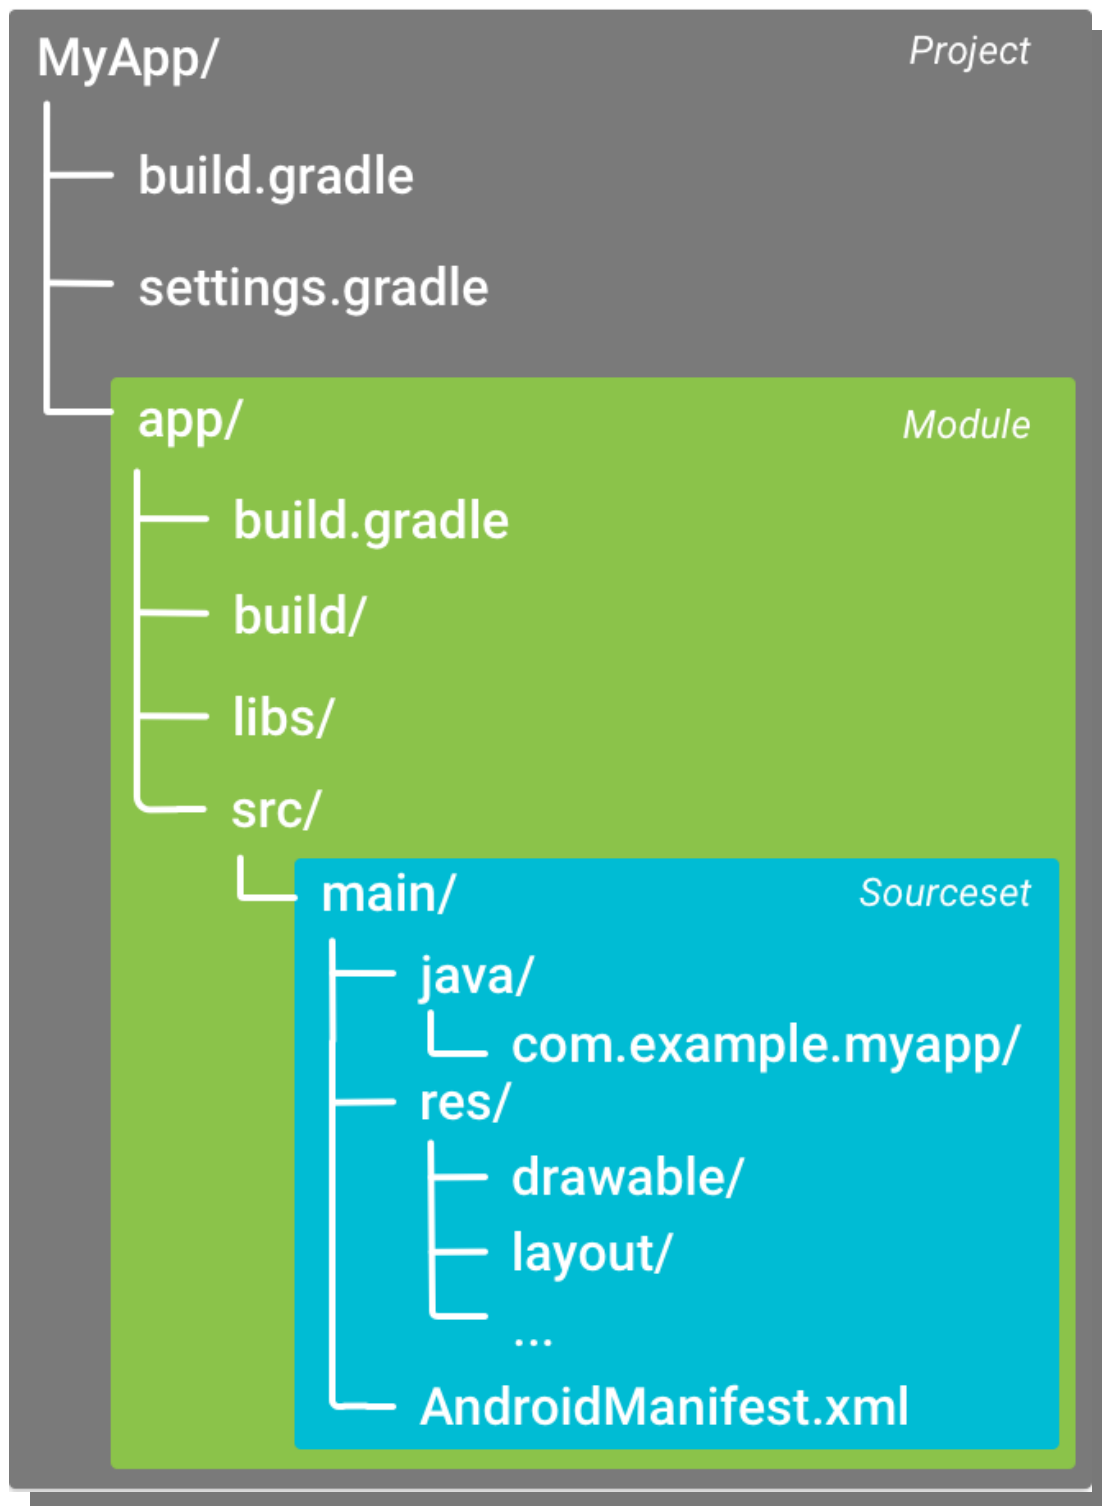 MyApp/ Project
build.gradle
settings.gradle
app/ Module
build.gradle
build/
libs/
src/
main/ Sourceset
java/
com.example.myapp/
res/
drawable/
layout/
...
AndroidManifest.xml